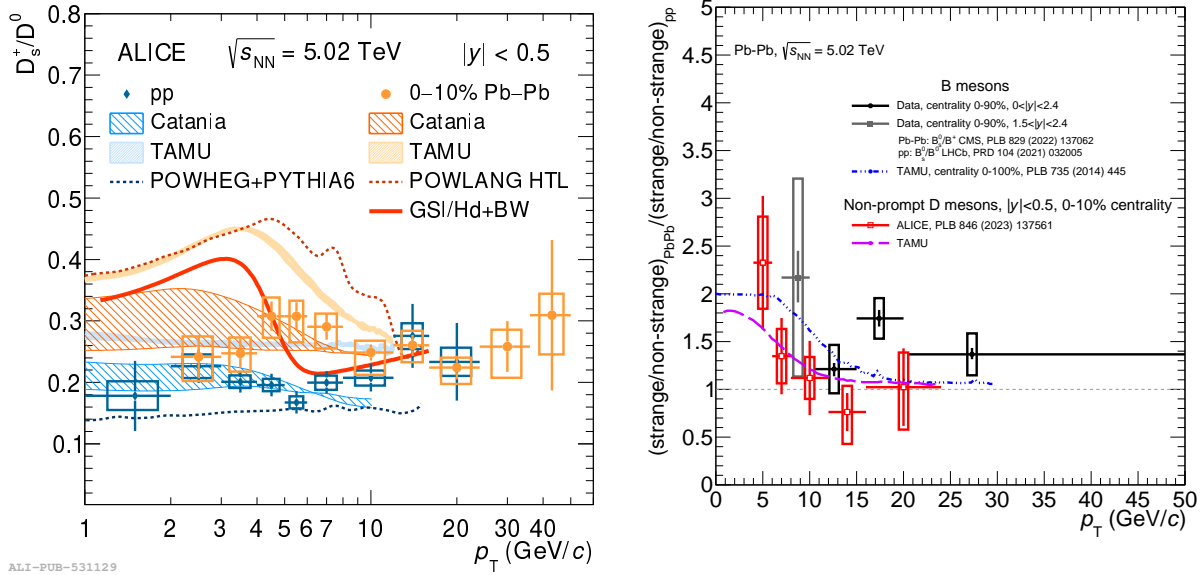 D_s^+/D^0
0.8
0.7
0.6
0.5
0.4
0.3
0.2
0.1
ALICE √s_NN = 5.02 TeV |y| < 0.5
pp 0−10% Pb−Pb
Catania Catania
TAMU TAMU
POWHEG+PYTHIA6 POWLANG HTL
GSI/Hd+BW
1 2 3 4 5 6 7 10 20 30 40
p_T (GeV/c)
ALI-PUB-531129
(strange/non-strange)_PbPb/(strange/non-strange)_pp
5
4.5
4
3.5
3
2.5
2
1.5
1
0.5
0
Pb-Pb, √s_NN = 5.02 TeV
B mesons
Data, centrality 0-90%, 0<|y|<2.4
Data, centrality 0-90%, 1.5<|y|<2.4
Pb-Pb: B_s^0/B^+ CMS, PLB 829 (2022) 137062
pp: B_s^0/B^0 LHCb, PRD 104 (2021) 032005
TAMU, centrality 0-100%, PLB 735 (2014) 445
Non-prompt D mesons, |y|<0.5, 0-10% centrality
ALICE, PLB 846 (2023) 137561
TAMU
0 5 10 15 20 25 30 35 40 45 50
p_T (GeV/c)